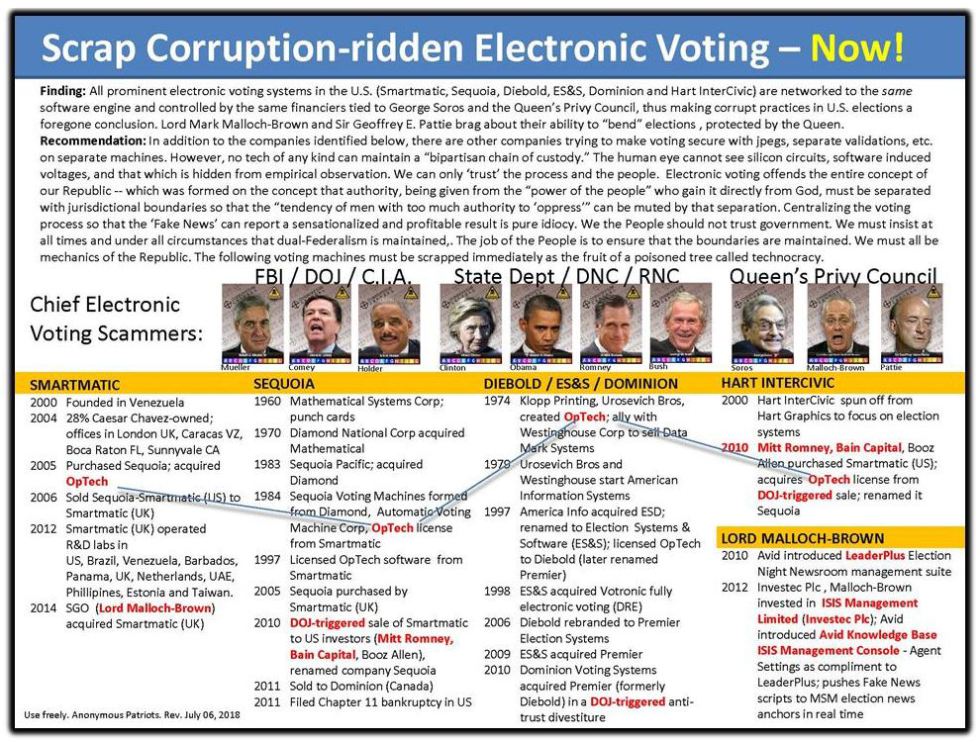 Scrap Corruption-ridden Electronic Voting – Now!
Finding: All prominent electronic voting systems in the U.S. (Smartmatic, Sequoia, Diebold, ES&S, Dominion and Hart InterCivic) are networked to the same
software engine and controlled by the same financiers tied to George Soros and the Queen's Privy Council, thus making corrupt practices in U.S. elections a
foregone conclusion. Lord Mark Malloch-Brown and Sir Geoffrey E. Pattie brag about their ability to "bend" elections , protected by the Queen.
Recommendation: In addition to the companies identified below, there are other companies trying to make voting secure with jpegs, separate validations, etc.
on separate machines. However, no tech of any kind can maintain a "bipartisan chain of custody." The human eye cannot see silicon circuits, software induced
voltages, and that which is hidden from empirical observation. We can only 'trust' the process and the people. Electronic voting offends the entire concept of
our Republic -- which was formed on the concept that authority, being given from the "power of the people" who gain it directly from God, must be separated
with jurisdictional boundaries so that the "tendency of men with too much authority to 'oppress'" can be muted by that separation. Centralizing the voting
process so that the 'Fake News' can report a sensationalized and profitable result is pure idiocy. We the People should not trust government. We must insist at
all times and under all circumstances that dual-Federalism is maintained,. The job of the People is to ensure that the boundaries are maintained. We must all be
mechanics of the Republic. The following voting machines must be scrapped immediately as the fruit of a poisoned tree called technocracy.
FBI / DOJ / C.I.A. State Dept / DNC / RNC Queen's Privy Council
Chief Electronic
Voting Scammers:
Mueller Comey Holder Clinton Obama Romney Bush Soros Malloch-Brown Pattie
SMARTMATIC
2000 Founded in Venezuela
2004 28% Caesar Chavez-owned;
offices in London UK, Caracas VZ,
Boca Raton FL, Sunnyvale CA
2005 Purchased Sequoia; acquired
OpTech
2006 Sold Sequoia-Smartmatic (US) to
Smartmatic (UK)
2012 Smartmatic (UK) operated
R&D labs in
US, Brazil, Venezuela, Barbados,
Panama, UK, Netherlands, UAE,
Phillipines, Estonia and Taiwan.
2014 SGO (Lord Malloch-Brown)
acquired Smartmatic (UK)
SEQUOIA
1960 Mathematical Systems Corp;
punch cards
1970 Diamond National Corp acquired
Mathematical
1983 Sequoia Pacific; acquired
Diamond
1984 Sequoia Voting Machines formed
from Diamond, Automatic Voting
Machine Corp, OpTech license
from Smartmatic
1997 Licensed OpTech software from
Smartmatic
2005 Sequoia purchased by
Smartmatic (UK)
2010 DOJ-triggered sale of Smartmatic
to US investors (Mitt Romney,
Bain Capital, Booz Allen),
renamed company Sequoia
2011 Sold to Dominion (Canada)
2011 Filed Chapter 11 bankruptcy in US
DIEBOLD / ES&S / DOMINION
1974 Klopp Printing, Urosevich Bros,
created OpTech; ally with
Westinghouse Corp to sell Data
Mark Systems
1979 Urosevich Bros and
Westinghouse start American
Information Systems
1997 America Info acquired ESD;
renamed to Election Systems &
Software (ES&S); licensed OpTech
to Diebold (later renamed
Premier)
1998 ES&S acquired Votronic fully
electronic voting (DRE)
2006 Diebold rebranded to Premier
Election Systems
2009 ES&S acquired Premier
2010 Dominion Voting Systems
acquired Premier (formerly
Diebold) in a DOJ-triggered anti-
trust divestiture
HART INTERCIVIC
2000 Hart InterCivic spun off from
Hart Graphics to focus on election
systems
2010 Mitt Romney, Bain Capital, Booz
Allen purchased Smartmatic (US);
acquires OpTech license from
DOJ-triggered sale; renamed it
Sequoia
LORD MALLOCH-BROWN
2010 Avid introduced LeaderPlus Election
Night Newsroom management suite
2012 Investec Plc , Malloch-Brown
invested in ISIS Management
Limited (Investec Plc); Avid
introduced Avid Knowledge Base
ISIS Management Console - Agent
Settings as compliment to
LeaderPlus; pushes Fake News
scripts to MSM election news
anchors in real time
Use freely. Anonymous Patriots. Rev. July 06, 2018